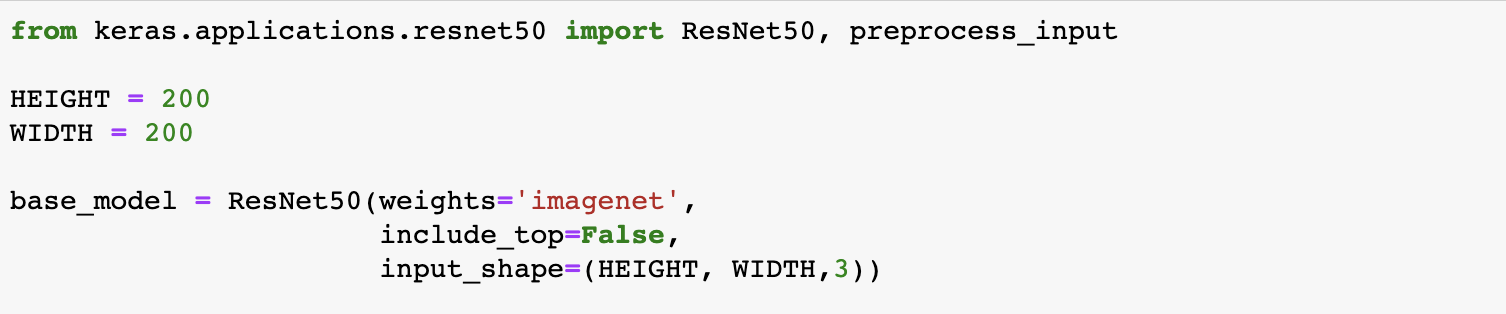 from keras.applications.resnet50 import ResNet50, preprocess_input
HEIGHT = 200
WIDTH = 200
base_model = ResNet50(weights='imagenet',
include_top=False,
input_shape=(HEIGHT, WIDTH,3))